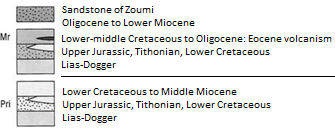 Sandstone of Zoumi
Oligocene to Lower Miocene
Mr
Lower-middle Cretaceous to Oligocene: Eocene volcanism
Upper Jurassic, Tithonian, Lower Cretaceous
Lias-Dogger
Lower Cretaceous to Middle Miocene
Pri
Upper Jurassic, Tithonian, Lower Cretaceous
Lias-Dogger